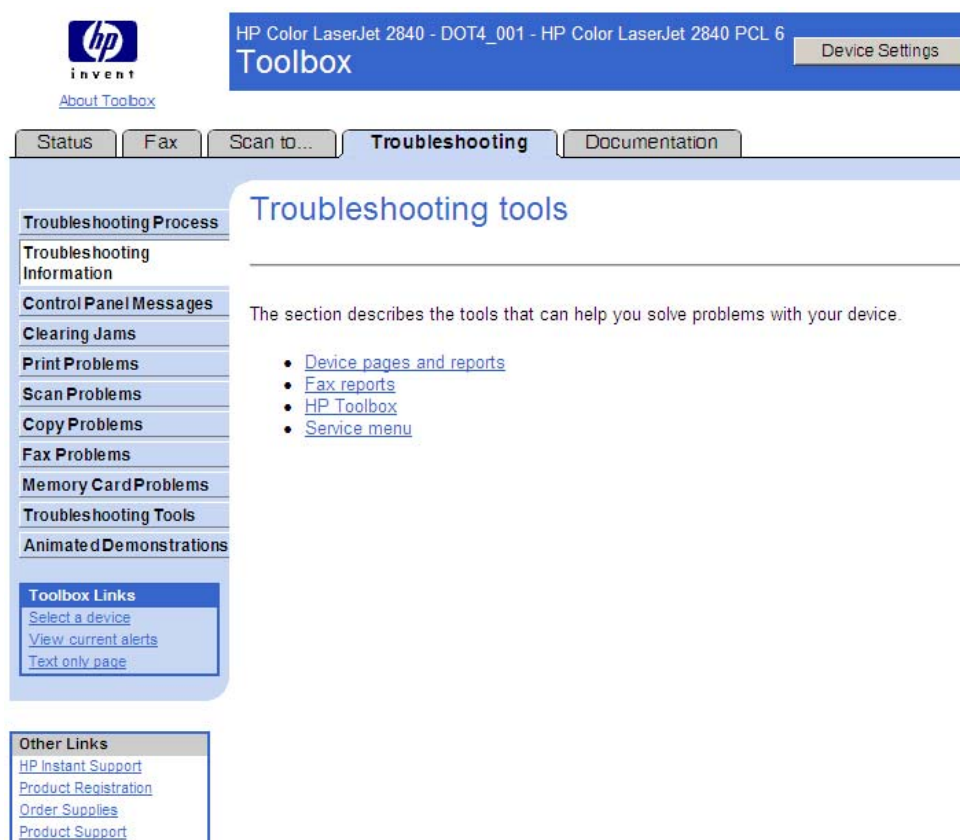 hp
invent
About Toolbox
HP Color LaserJet 2840 - DOT4_001 - HP Color LaserJet 2840 PCL 6
Toolbox
Device Settings
Status
Fax
Scan to...
Troubleshooting
Documentation
Troubleshooting Process
Troubleshooting
Information
Control Panel Messages
Clearing Jams
Print Problems
Scan Problems
Copy Problems
Fax Problems
Memory Card Problems
Troubleshooting Tools
Animated Demonstrations
Toolbox Links
Select a device
View current alerts
Text only page
Other Links
HP Instant Support
Product Registration
Order Supplies
Product Support
Troubleshooting tools
The section describes the tools that can help you solve problems with your device.
• Device pages and reports
• Fax reports
• HP Toolbox
• Service menu